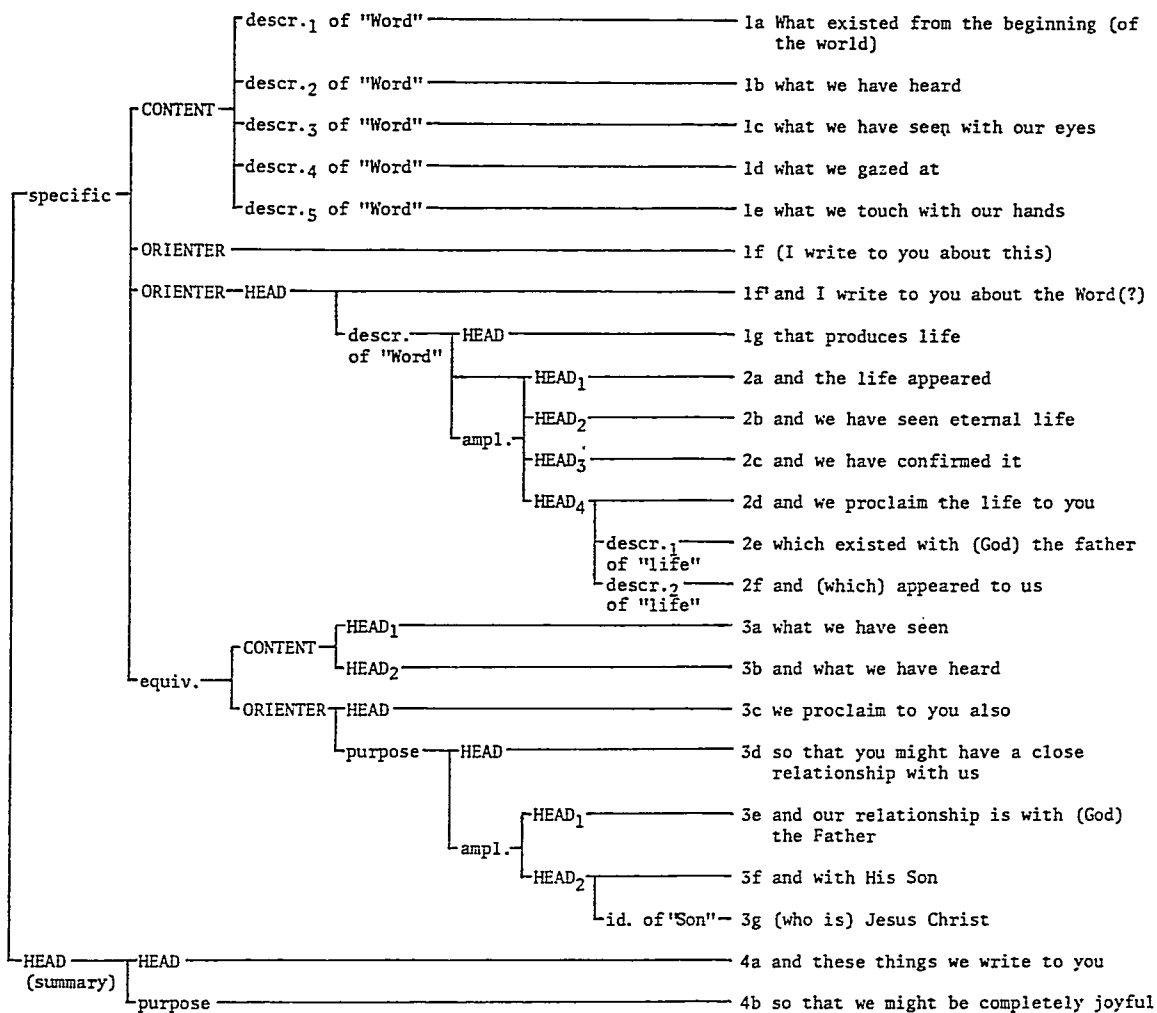 descr.1 of "Word" 1a What existed from the beginning (of
the world)
descr.2 of "Word" 1b what we have heard
CONTENT
descr.3 of "Word" 1c what we have seen with our eyes
descr.4 of "Word" 1d what we gazed at
specific
descr.5 of "Word" 1e what we touch with our hands
ORIENTER 1f (I write to you about this)
ORIENTER HEAD 1f' and I write to you about the Word(?)
descr. HEAD 1g that produces life
of "Word"
HEAD1 2a and the life appeared
HEAD2 2b and we have seen eternal life
ampl.
HEAD3 2c and we have confirmed it
HEAD4 2d and we proclaim the life to you
descr.1 2e which existed with (God) the father
of "life"
descr.2 2f and (which) appeared to us
of "life"
HEAD1 3a what we have seen
CONTENT
HEAD2 3b and what we have heard
equiv.
ORIENTER HEAD 3c we proclaim to you also
purpose HEAD 3d so that you might have a close
relationship with us
HEAD1 3e and our relationship is with (God)
the Father
ampl.
HEAD2 3f and with His Son
id. of "Son" 3g (who is) Jesus Christ
HEAD HEAD 4a and these things we write to you
(summary)
purpose 4b so that we might be completely joyful